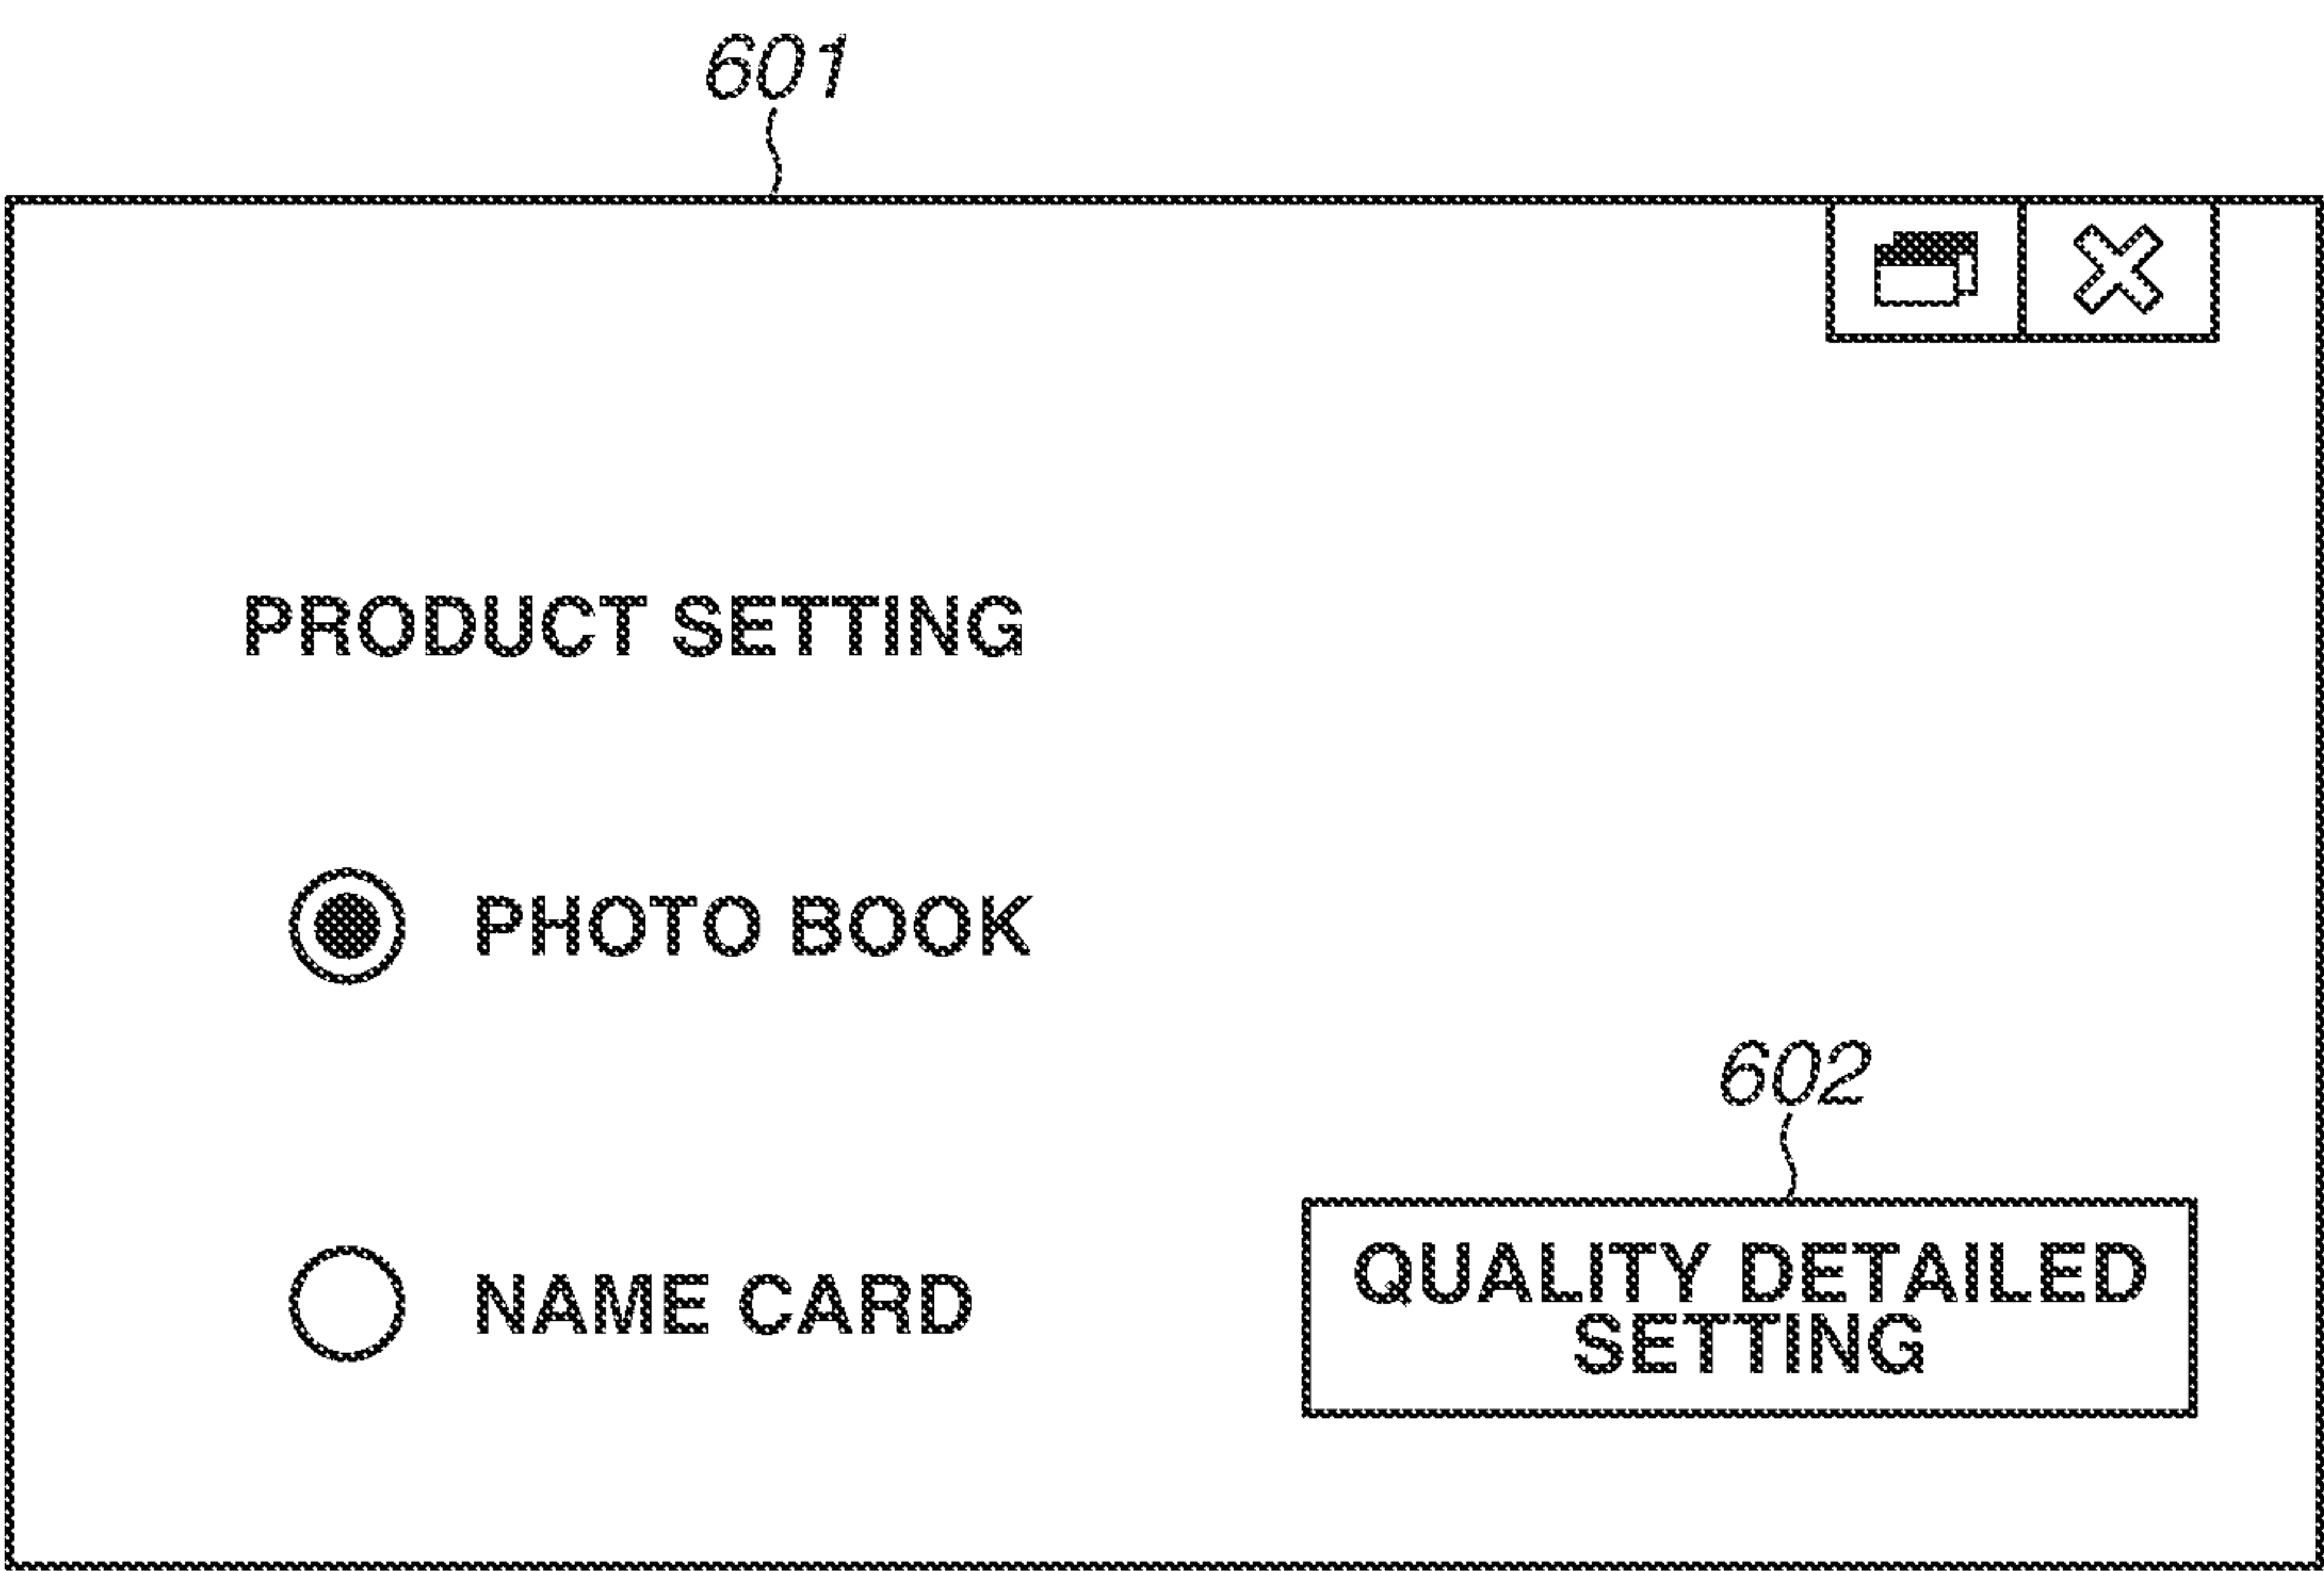 601
PRODUCT SETTING
PHOTO BOOK
602
NAME CARD
QUALITY DETAILED
SETTING